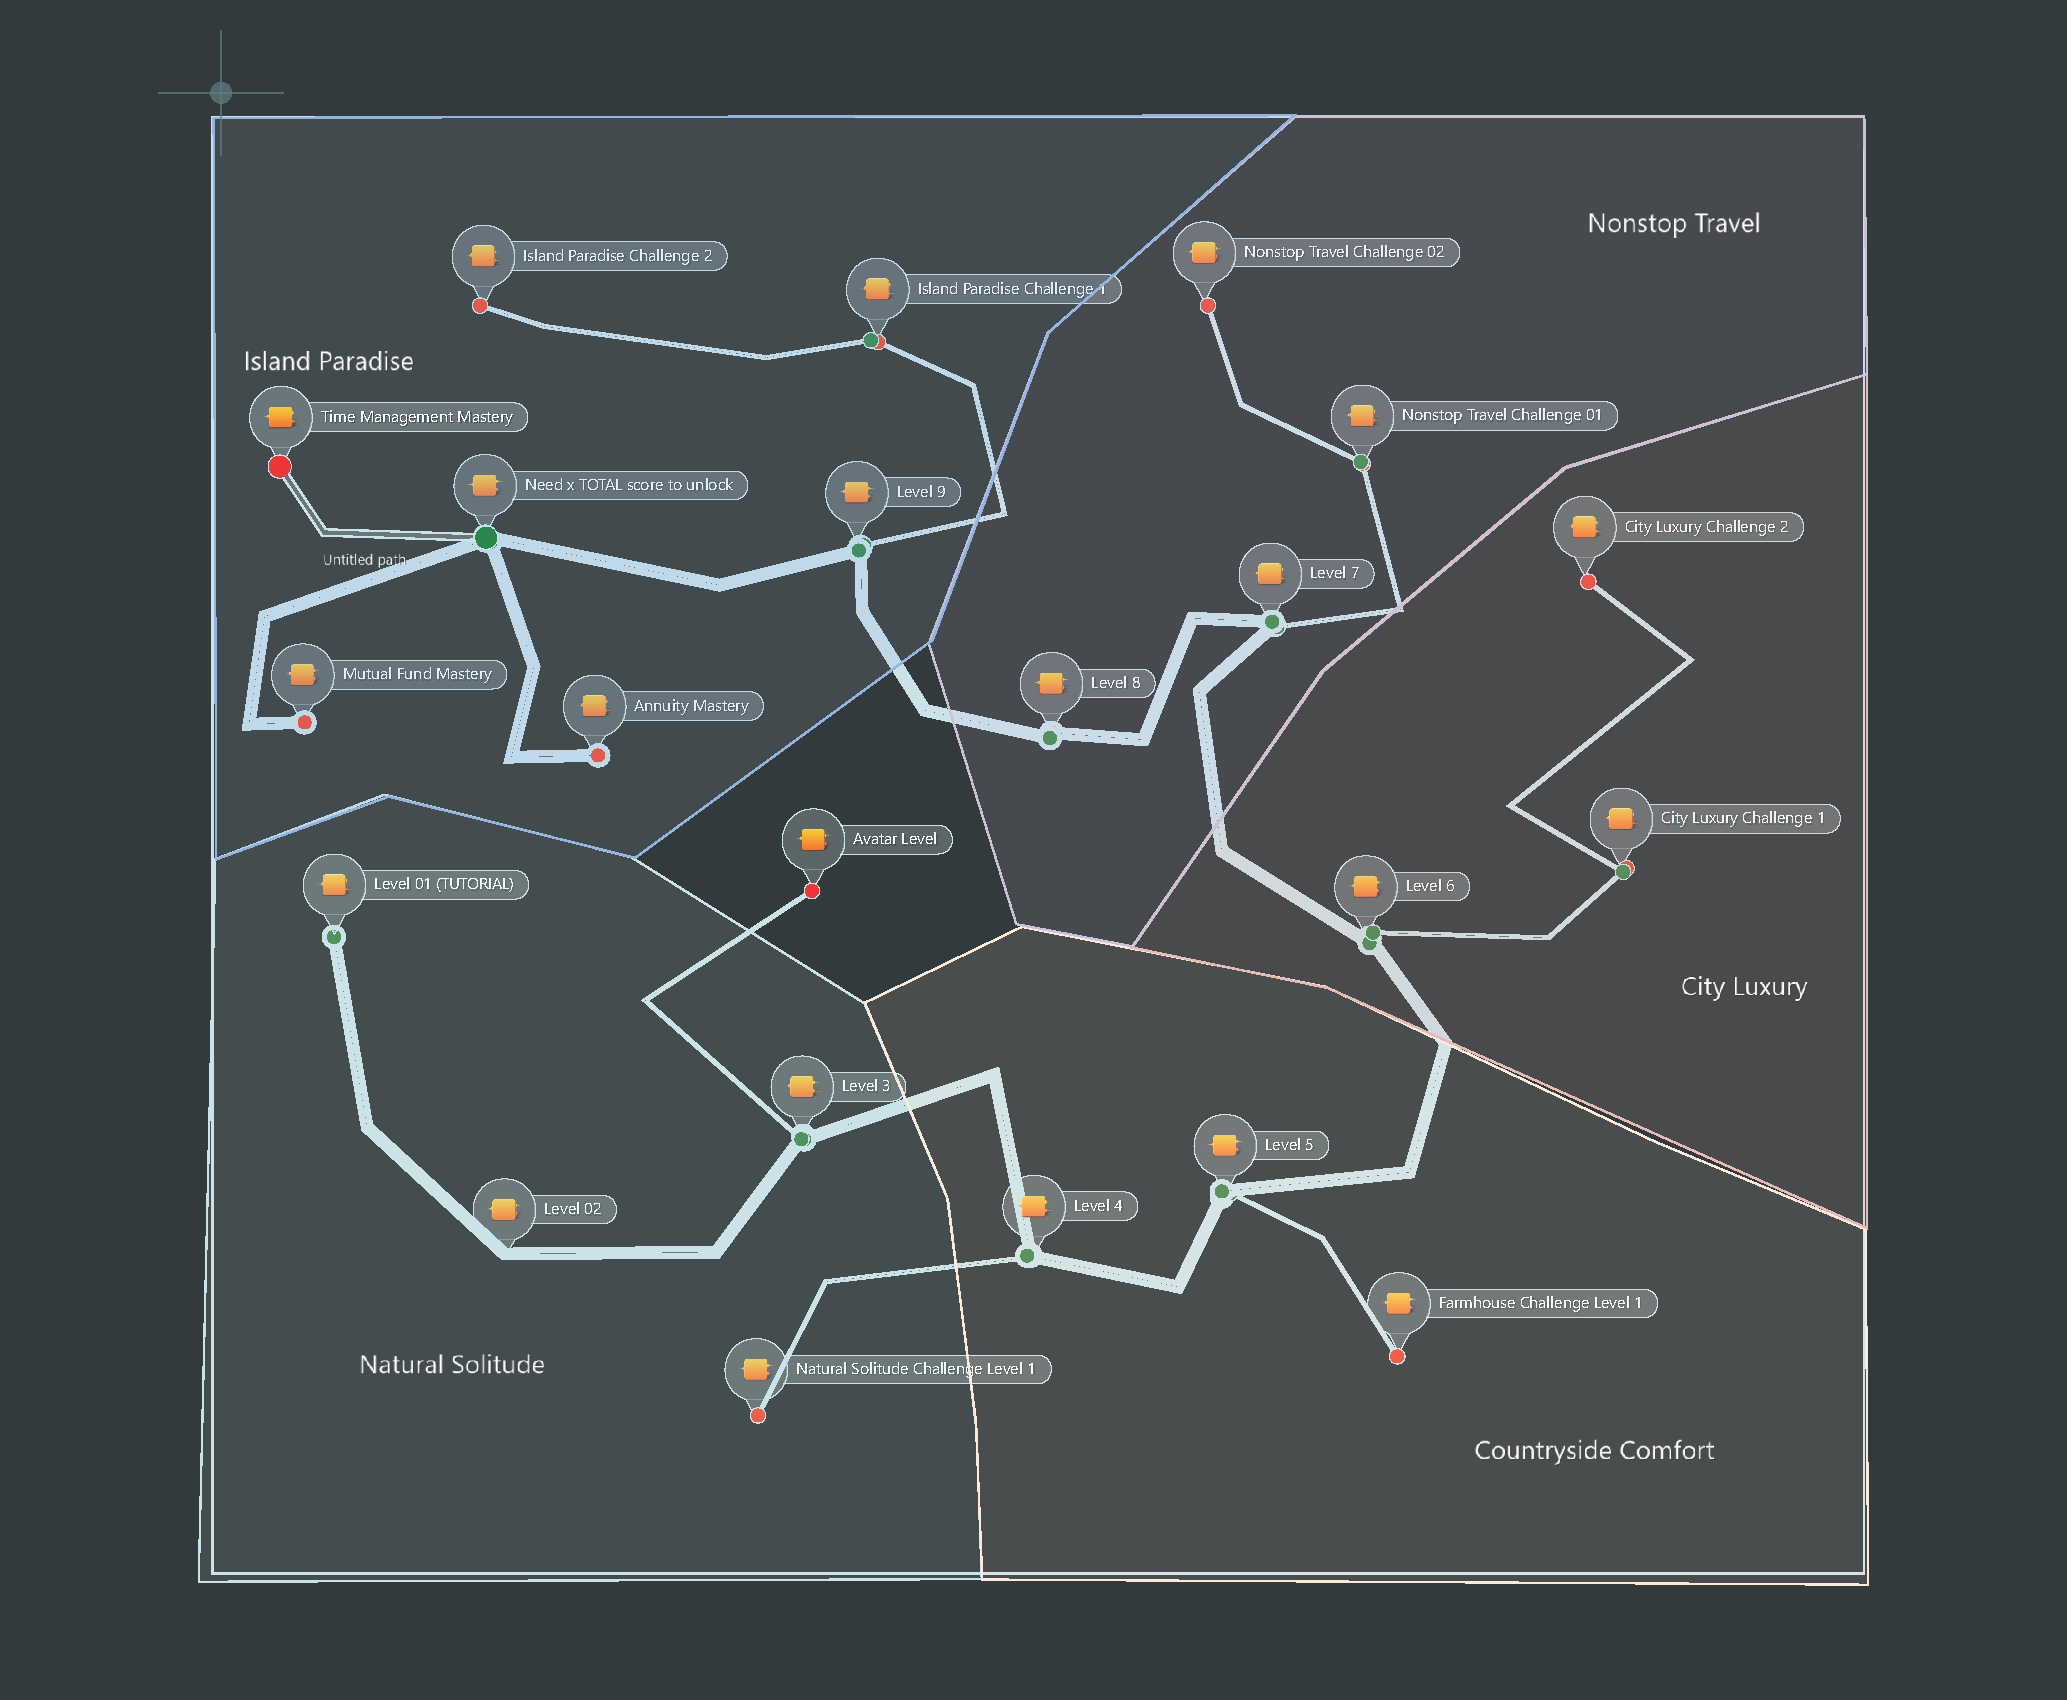 Nonstop Travel
Nonstop Travel Challenge 02
Island Paradise Challenge 2
Island Paradise Challenge 1
Island Paradise
Time Management Mastery
Nonstop Travel Challenge 01
Need x TOTAL score to unlock
Level 9
City Luxury Challenge 2
Untitled path
Level 7
Mutual Fund Mastery
Level 8
Annuity Mastery
City Luxury Challenge 1
Avatar Level
Level 01 (TUTORIAL)
Level 6
City Luxury
Level 3
Level 5
Level 02
Level 4
Farmhouse Challenge Level 1
Natural Solitude
Natural Solitude Challenge Level 1
Countryside Comfort